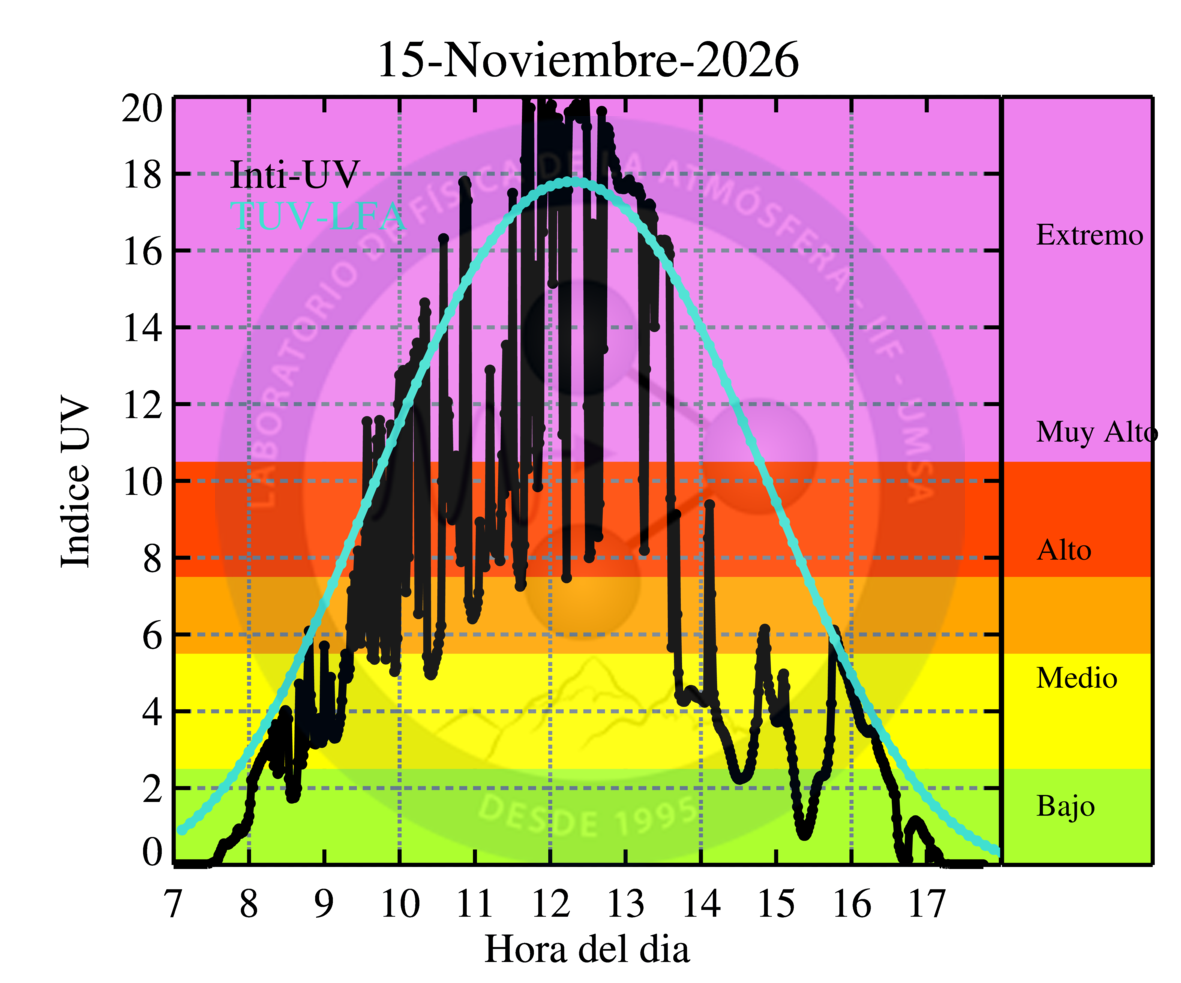 15-Noviembre-2026
Indice UV
20
18
16
14
12
10
8
6
4
2
0
Inti-UV
TUV-LFA
LABORATORIO DE FÍSICA DE LA ATMÓSFERA - IIF - UMSA
DESDE 1995
Extremo
Muy Alto
Alto
Medio
Bajo
7 8 9 10 11 12 13 14 15 16 17
Hora del dia